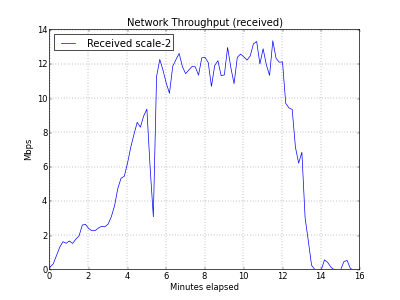 Network Throughput (received)
Received scale-2
14
12
10
8
6
4
2
0
Mbps
0 2 4 6 8 10 12 14 16
Minutes elapsed